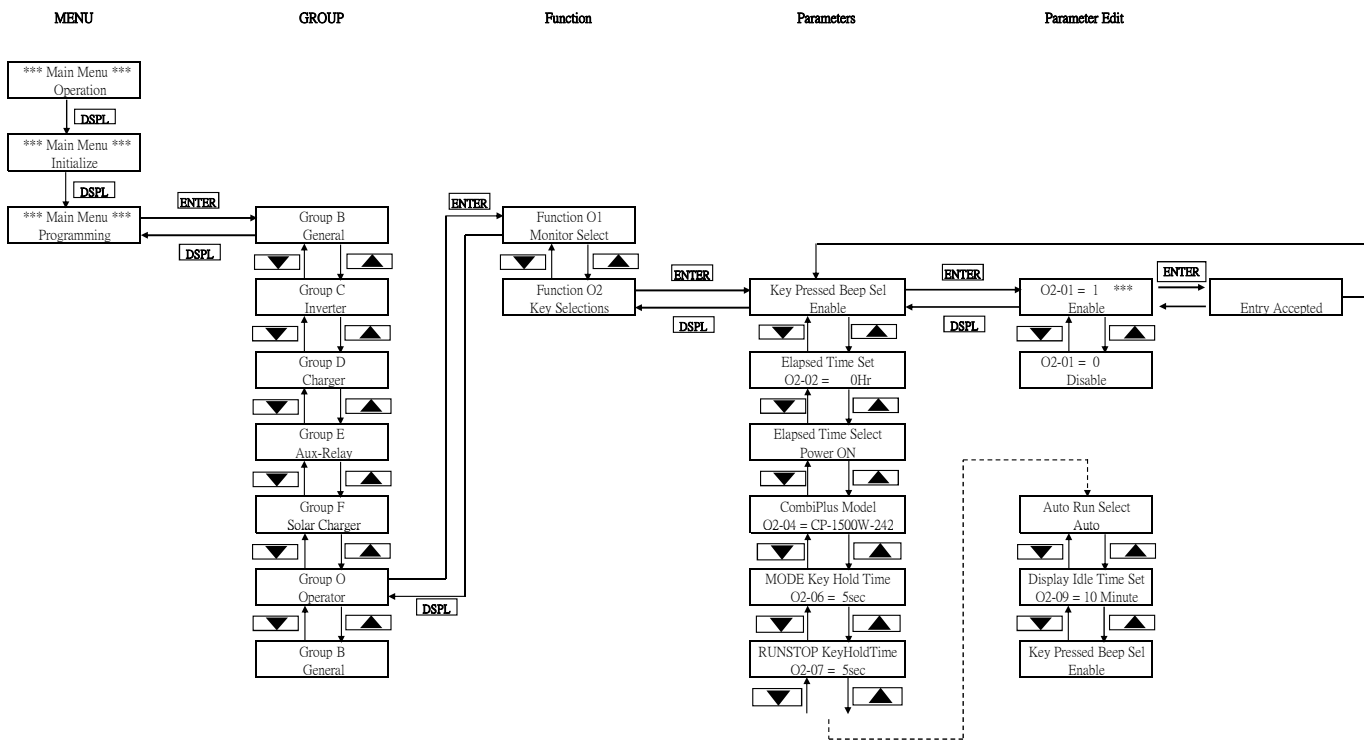 MENU
GROUP
Function
Parameters
Parameter Edit
*** Main Menu ***
Operation
DSPL
*** Main Menu ***
Initialize
DSPL
*** Main Menu ***
Programming
ENTER
DSPL
Group B
General
Group C
Inverter
Group D
Charger
Group E
Aux-Relay
Group F
Solar Charger
Group O
Operator
Group B
General
ENTER
DSPL
Function O1
Monitor Select
Function O2
Key Selections
ENTER
DSPL
Key Pressed Beep Sel
Enable
Elapsed Time Set
O2-02 = 0Hr
Elapsed Time Select
Power ON
CombiPlus Model
O2-04 = CP-1500W-242
MODE Key Hold Time
O2-06 = 5sec
RUNSTOP KeyHoldTime
O2-07 = 5sec
ENTER
DSPL
O2-01 = 1 ***
Enable
O2-01 = 0
Disable
ENTER
Entry Accepted
Auto Run Select
Auto
Display Idle Time Set
O2-09 = 10 Minute
Key Pressed Beep Sel
Enable